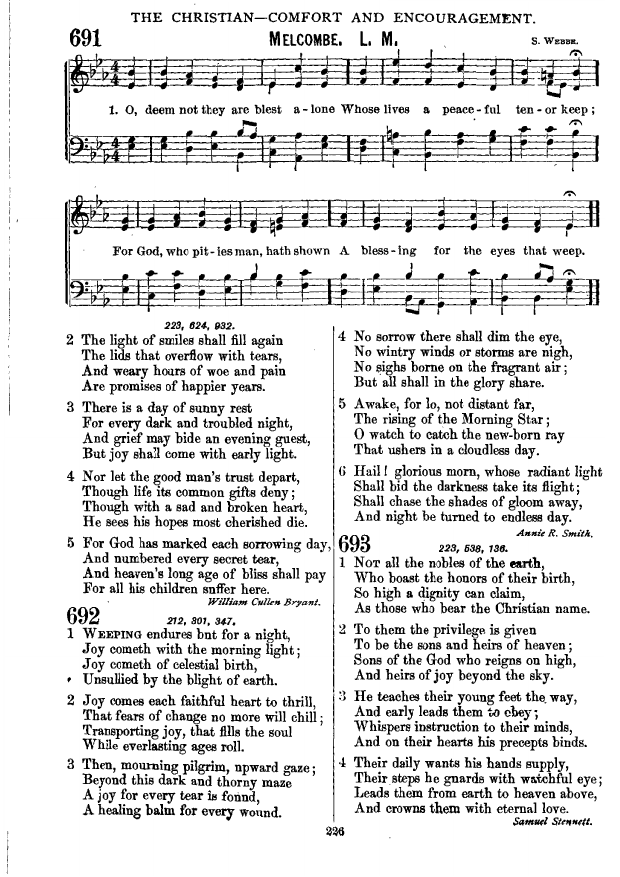 THE CHRISTIAN—COMFORT AND ENCOURAGEMENT.
691
MELCOMBE. L. M.
S. WEBBE.
1. O, deem not they are blest a-lone Whose lives a peace-ful ten-or keep;
For God, who pit-ies man, hath shown A bless-ing for the eyes that weep.
223, 624, 932.
2 The light of smiles shall fill again
The lids that overflow with tears,
And weary hours of woe and pain
Are promises of happier years.
3 There is a day of sunny rest
For every dark and troubled night,
And grief may bide an evening guest,
But joy shall come with early light.
4 Nor let the good man's trust depart,
Though life its common gifts deny;
Though with a sad and broken heart,
He sees his hopes most cherished die.
5 For God has marked each sorrowing day,
And numbered every secret tear,
And heaven's long age of bliss shall pay
For all his children suffer here.
William Cullen Bryant.
692
212, 301, 347.
1 WEEPING endures but for a night,
Joy cometh with the morning light;
Joy cometh of celestial birth,
Unsullied by the blight of earth.
2 Joy comes each faithful heart to thrill,
That fears of change no more will chill;
Transporting joy, that fills the soul
While everlasting ages roll.
3 Then, mourning pilgrim, upward gaze;
Beyond this dark and thorny maze
A joy for every tear is found,
A healing balm for every wound.
4 No sorrow there shall dim the eye,
No wintry winds or storms are nigh,
No sighs borne on the fragrant air;
But all shall in the glory share.
5 Awake, for lo, not distant far,
The rising of the Morning Star;
O watch to catch the new-born ray
That ushers in a cloudless day.
6 Hail! glorious morn, whose radiant light
Shall bid the darkness take its flight;
Shall chase the shades of gloom away,
And night be turned to endless day.
Annie R. Smith.
693
223, 538, 136.
1 NOT all the nobles of the earth,
Who boast the honors of their birth,
So high a dignity can claim,
As those who bear the Christian name.
2 To them the privilege is given
To be the sons and heirs of heaven;
Sons of the God who reigns on high,
And heirs of joy beyond the sky.
3 He teaches their young feet the way,
And early leads them to obey;
Whispers instruction to their minds,
And on their hearts his precepts binds.
4 Their daily wants his hands supply,
Their steps he guards with watchful eye;
Leads them from earth to heaven above,
And crowns them with eternal love.
Samuel Stennett.
226